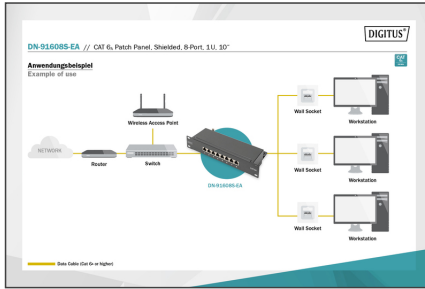 DIGITUS®
DN-91608S-EA // CAT 6A Patch Panel, Shielded, 8-Port, 1U, 10"
CAT
Anwendungsbeispiel
Example of use
Wireless Access Point
Wall Socket
Workstation
NETWORK
Router
Switch
DN-91608S-EA
Wall Socket
Workstation
Wall Socket
Workstation
Data Cable (Cat 6A or higher)